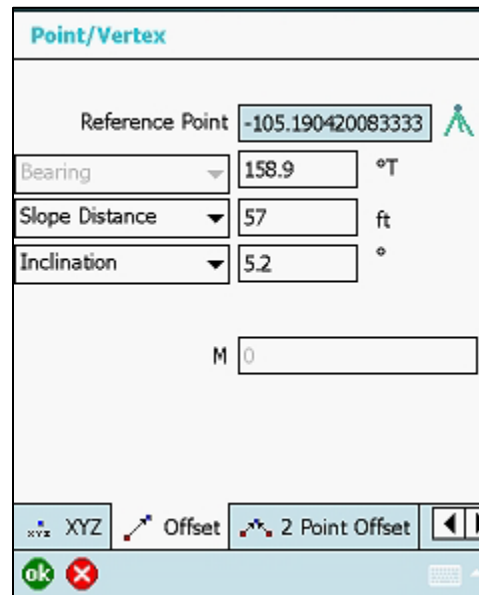 Point/Vertex
Reference Point -105.190420083333
Bearing 158.9 °T
Slope Distance 57 ft
Inclination 5.2 °
M 0
XYZ XYZ Offset 2 Point Offset
ok